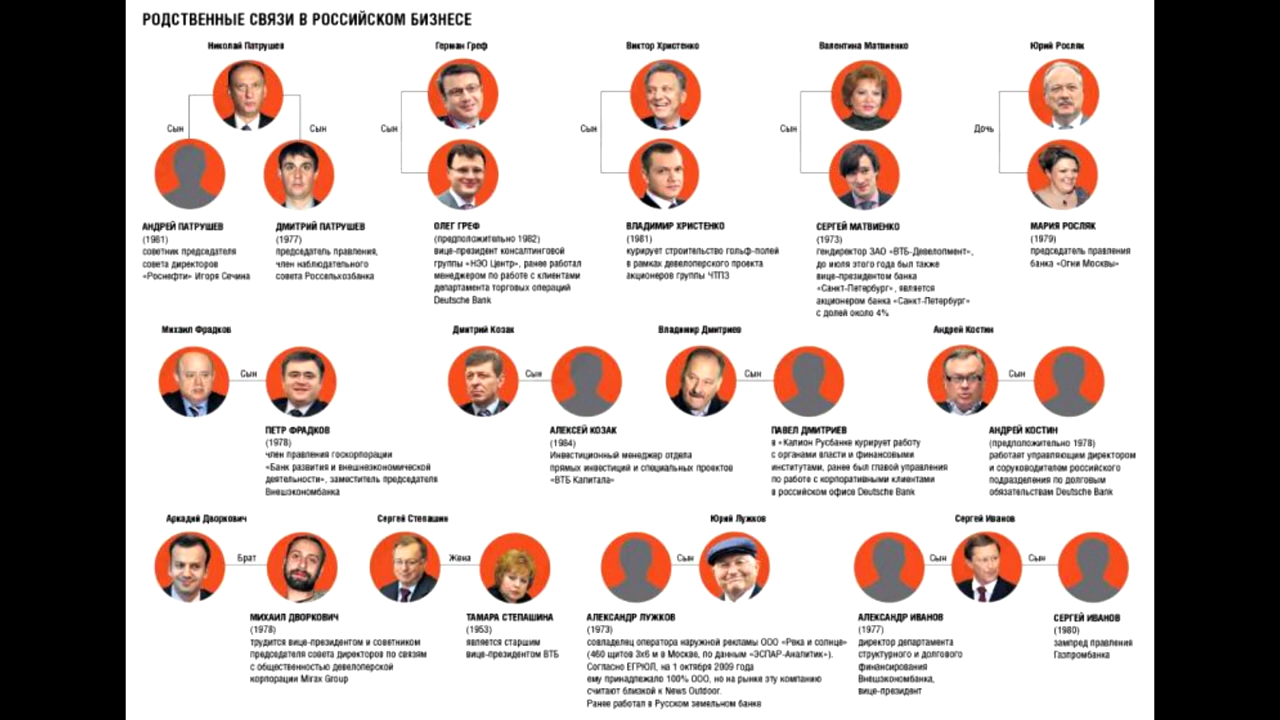 РОДСТВЕННЫЕ СВЯЗИ В РОССИЙСКОМ БИЗНЕСЕ
Николай Патрушев
Сын
Сын
АНДРЕЙ ПАТРУШЕВ
(1981)
советник председателя
совета директоров
«Роснефти» Игоря Сечина
ДМИТРИЙ ПАТРУШЕВ
(1977)
председатель правления,
член наблюдательного
совета Россельхозбанка
Герман Греф
Сын
ОЛЕГ ГРЕФ
(предположительно 1982)
вице-президент консалтинговой
группы «НЭО Центр», ранее работал
менеджером по работе с клиентами
департамента торговых операций
Deutsche Bank
Виктор Христенко
Сын
ВЛАДИМИР ХРИСТЕНКО
(1981)
курирует строительство гольф-полей
в рамках девелоперского проекта
акционеров группы ЧТПЗ
Валентина Матвиенко
Сын
СЕРГЕЙ МАТВИЕНКО
(1973)
гендиректор ЗАО «ВТБ-Девелопмент»,
до июля этого года был также
вице-президентом банка
«Санкт-Петербург», является
акционером банка «Санкт-Петербург»
с долей около 4%
Юрий Росляк
Дочь
МАРИЯ РОСЛЯК
(1979)
председатель правления
банка «Огни Москвы»
Михаил Фрадков
Сын
ПЕТР ФРАДКОВ
(1978)
член правления госкорпорации
«Банк развития и внешнеэкономической
деятельности», заместитель председателя
Внешэкономбанка
Дмитрий Козак
Сын
АЛЕКСЕЙ КОЗАК
(1984)
Инвестиционный менеджер отдела
прямых инвестиций и специальных проектов
«ВТБ Капитала»
Владимир Дмитриев
Сын
ПАВЕЛ ДМИТРИЕВ
в «Калион Русбанке курирует работу
с органами власти и финансовыми
институтами, ранее был главой управления
по работе с корпоративными клиентами
в российском офисе Deutsche Bank
Андрей Костин
Сын
АНДРЕЙ КОСТИН
(предположительно 1978)
работает управляющим директором
и соруководителем российского
подразделения по долговым
обязательствам Deutsche Bank
Аркадий Дворкович
Брат
МИХАИЛ ДВОРКОВИЧ
(1978)
трудится вице-президентом и советником
председателя совета директоров по связям
с общественностью девелоперской
корпорации Mirax Group
Сергей Степашин
Жена
ТАМАРА СТЕПАШИНА
(1953)
является старшим
вице-президентом ВТБ
Юрий Лужков
Сын
АЛЕКСАНДР ЛУЖКОВ
(1973)
совладелец оператора наружной рекламы ООО «Река и солнце»
(460 щитов 3х6 м в Москве, по данным «ЭСПАР-Аналитик»).
Согласно ЕГРЮЛ, на 1 октября 2009 года
ему принадлежало 100% ООО, но на рынке эту компанию
считают близкой к News Outdoor.
Ранее работал в Русском земельном банке
Сергей Иванов
Сын
Сын
АЛЕКСАНДР ИВАНОВ
(1977)
директор департамента
структурного и долгового
финансирования
Внешэкономбанка,
вице-президент
СЕРГЕЙ ИВАНОВ
(1980)
зампред правления
Газпромбанка